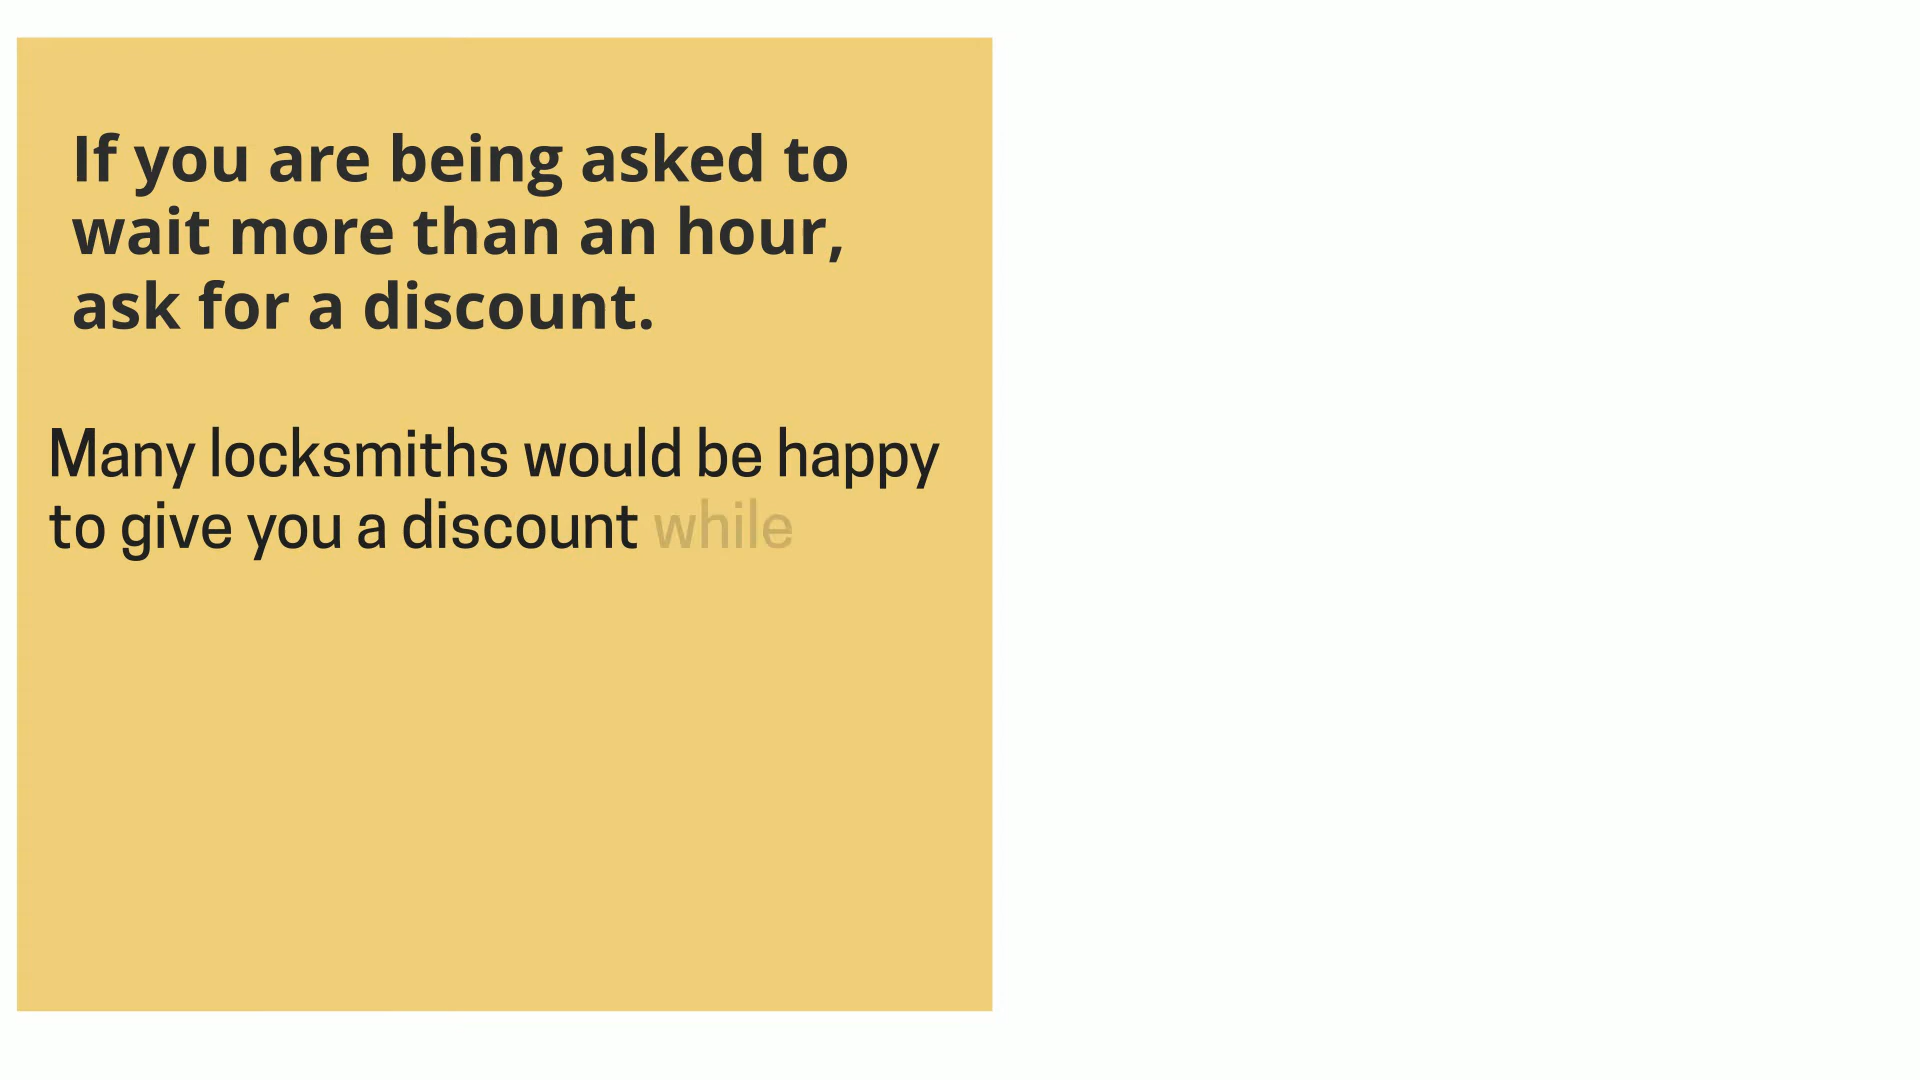 If you are being asked to
wait more than an hour,
ask for a discount.
Many locksmiths would be happy
to give you a discount while